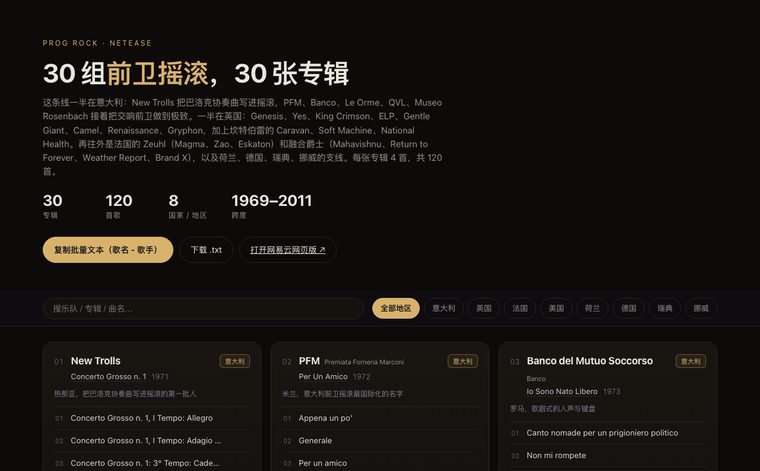 PROG ROCK · NETEASE
30 组前卫摇滚，30 张专辑
这条线一半在意大利：New Trolls 把巴洛克协奏曲写进摇滚，PFM、Banco、Le Orme、QVL、Museo
Rosenbach 接着把交响前卫做到极致。一半在英国：Genesis、Yes、King Crimson、ELP、Gentle
Giant、Camel、Renaissance、Gryphon，加上坎特伯雷的 Caravan、Soft Machine、National
Health。再往外是法国的 Zeuhl（Magma、Zao、Eskaton）和融合爵士（Mahavishnu、Return to
Forever、Weather Report、Brand X），以及荷兰、德国、瑞典、挪威的支线。每张专辑 4 首，共 120
首。
30 120 8 1969–2011
专辑 首歌 国家 / 地区 跨度
复制批量文本（歌名 - 歌手） 下载 .txt 打开网易云网页版 ↗
搜乐队 / 专辑 / 曲名… 全部地区 意大利 英国 法国 美国 荷兰 德国 瑞典 挪威
01 New Trolls 意大利
Concerto Grosso n. 1 1971
热那亚，把巴洛克协奏曲写进摇滚的第一批人
01 Concerto Grosso n. 1, I Tempo: Allegro
02 Concerto Grosso n. 1, I Tempo: Adagio ...
03 Concerto Grosso n. 1: 3° Tempo: Cade...
02 PFM Premiata Forneria Marconi 意大利
Per Un Amico 1972
米兰，意大利前卫摇滚最国际化的名字
01 Appena un po'
02 Generale
03 Per un amico
03 Banco del Mutuo Soccorso 意大利
Banco
Io Sono Nato Libero 1973
罗马，歌剧式的人声与键盘
01 Canto nomade per un prigioniero politico
02 Non mi rompete